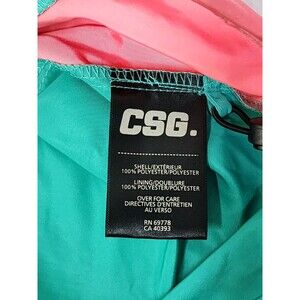 CSG.
SHELL/EXTÉRIEUR
100% POLYESTER/POLYESTER
LINING/DOUBLURE
100% POLYESTER/POLYESTER
OVER FOR CARE
DIRECTIVES D'ENTRETIEN
AU VERSO
RN 69778
CA 40393